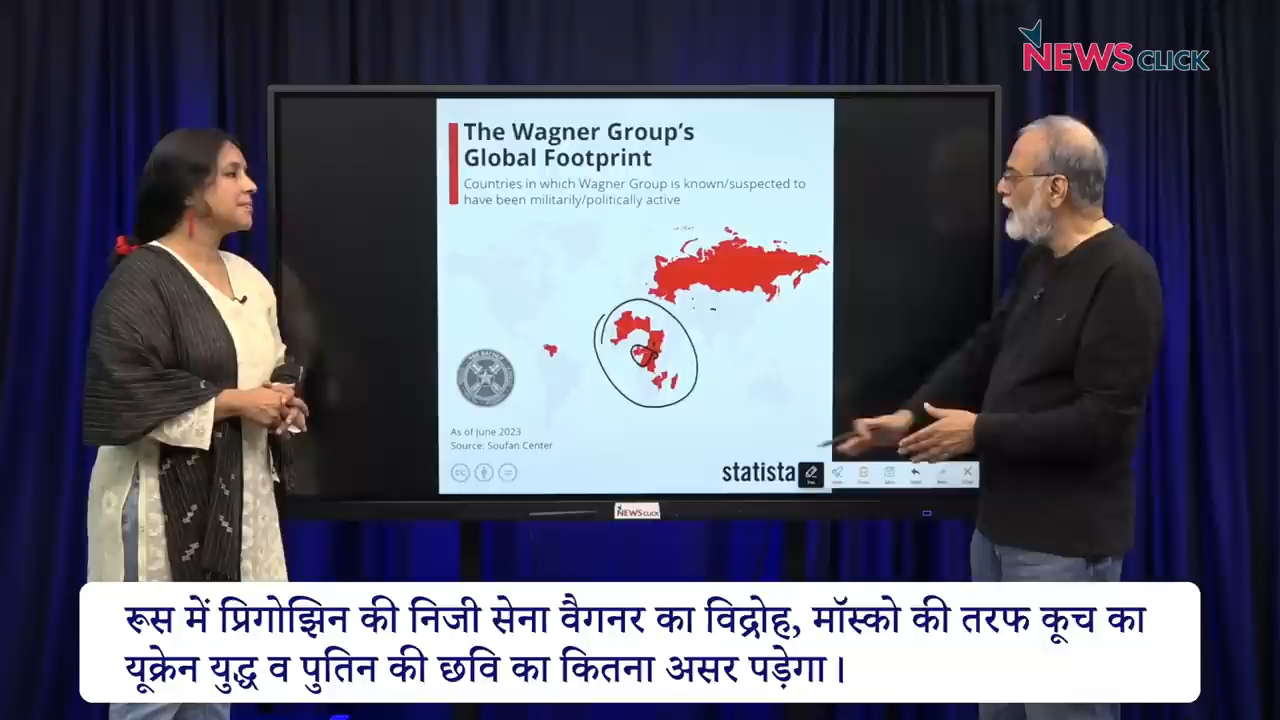 NEWSCLICK
The Wagner Group's
Global Footprint
Countries in which Wagner Group is known/suspected to
have been militarily/politically active
As of June 2023
Source: Soufan Center
statista
NEWSCLICK
रूस में प्रिगोझिन की निजी सेना वैगनर का विद्रोह, मॉस्को की तरफ कूच का
यूक्रेन युद्ध व पुतिन की छवि का कितना असर पड़ेगा।